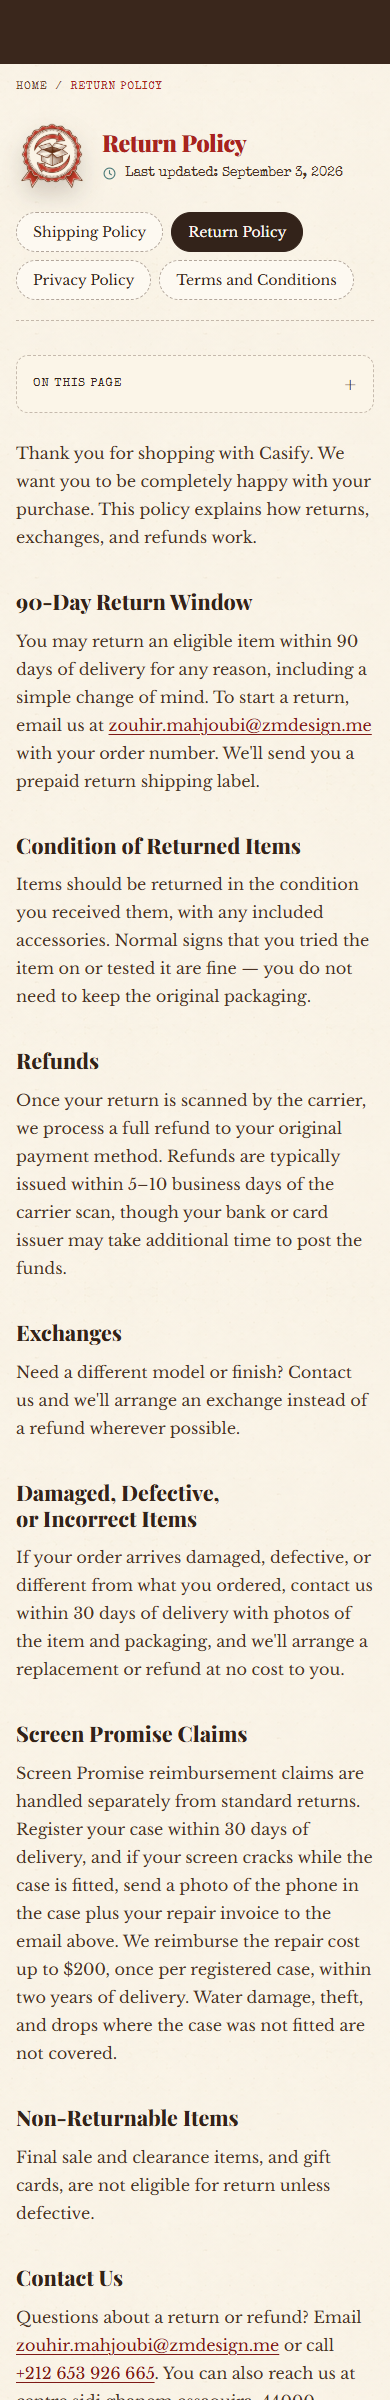 HOME / RETURN POLICY
Return Policy
Last updated: September 3, 2026
Shipping Policy
Return Policy
Privacy Policy
Terms and Conditions
ON THIS PAGE +
Thank you for shopping with Casify. We
want you to be completely happy with your
purchase. This policy explains how returns,
exchanges, and refunds work.
90-Day Return Window
You may return an eligible item within 90
days of delivery for any reason, including a
simple change of mind. To start a return,
email us at zouhir.mahjoubi@zmdesign.me
with your order number. We'll send you a
prepaid return shipping label.
Condition of Returned Items
Items should be returned in the condition
you received them, with any included
accessories. Normal signs that you tried the
item on or tested it are fine — you do not
need to keep the original packaging.
Refunds
Once your return is scanned by the carrier,
we process a full refund to your original
payment method. Refunds are typically
issued within 5–10 business days of the
carrier scan, though your bank or card
issuer may take additional time to post the
funds.
Exchanges
Need a different model or finish? Contact
us and we'll arrange an exchange instead of
a refund wherever possible.
Damaged, Defective,
or Incorrect Items
If your order arrives damaged, defective, or
different from what you ordered, contact us
within 30 days of delivery with photos of
the item and packaging, and we'll arrange a
replacement or refund at no cost to you.
Screen Promise Claims
Screen Promise reimbursement claims are
handled separately from standard returns.
Register your case within 30 days of
delivery, and if your screen cracks while the
case is fitted, send a photo of the phone in
the case plus your repair invoice to the
email above. We reimburse the repair cost
up to $200, once per registered case, within
two years of delivery. Water damage, theft,
and drops where the case was not fitted are
not covered.
Non-Returnable Items
Final sale and clearance items, and gift
cards, are not eligible for return unless
defective.
Contact Us
Questions about a return or refund? Email
zouhir.mahjoubi@zmdesign.me or call
+212 653 926 665. You can also reach us at
centre sidi ghanem essaouira, 44000